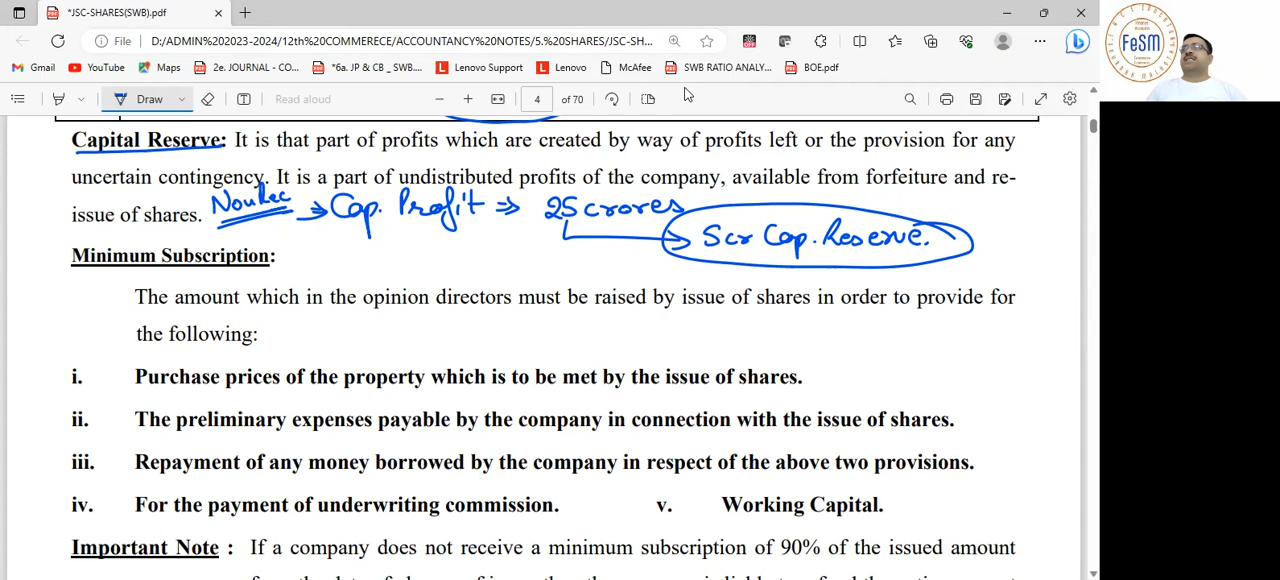 *JSC-SHARES(SWB).pdf
File D:/ADMIN%202023-2024/12th%20COMMERECE/ACCOUNTANCY%20NOTES/5.%20SHARES/JSC-SH...
Gmail YouTube Maps 2e. JOURNAL - CO... *6a. JP & CB _ SWB.... Lenovo Support Lenovo McAfee SWB RATIO ANALY... BOE.pdf
Draw Read aloud 4 of 70
FeSM
Capital Reserve: It is that part of profits which are created by way of profits left or the provision for any
uncertain contingency. It is a part of undistributed profits of the company, available from forfeiture and re-
issue of shares. Non Rec → Cap. Profit ⇒ 25 crores
5cr Cap. Reserve.
Minimum Subscription:
The amount which in the opinion directors must be raised by issue of shares in order to provide for
the following:
i. Purchase prices of the property which is to be met by the issue of shares.
ii. The preliminary expenses payable by the company in connection with the issue of shares.
iii. Repayment of any money borrowed by the company in respect of the above two provisions.
iv. For the payment of underwriting commission. v. Working Capital.
Important Note : If a company does not receive a minimum subscription of 90% of the issued amount